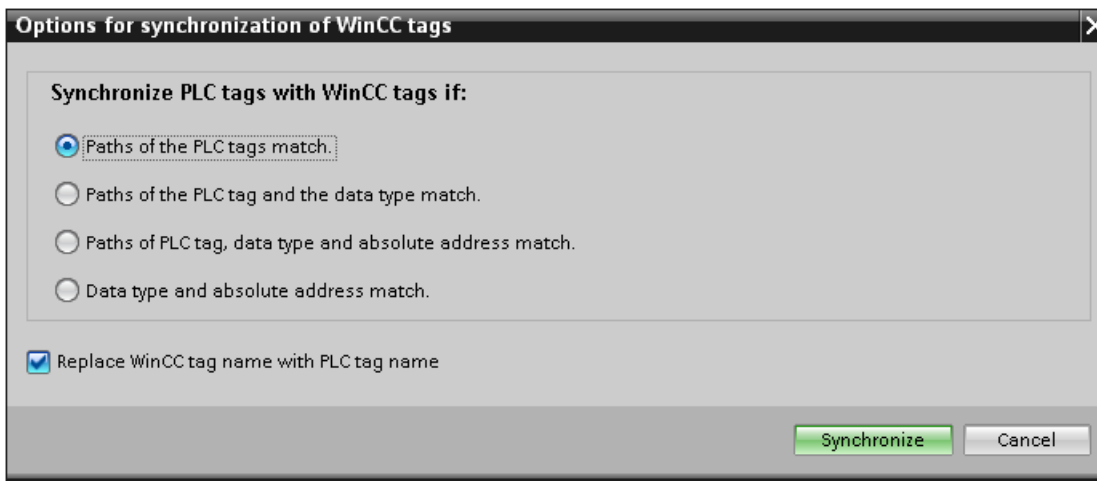 Options for synchronization of WinCC tags
Synchronize PLC tags with WinCC tags if:
Paths of the PLC tags match.
Paths of the PLC tag and the data type match.
Paths of PLC tag, data type and absolute address match.
Data type and absolute address match.
Replace WinCC tag name with PLC tag name
Synchronize Cancel